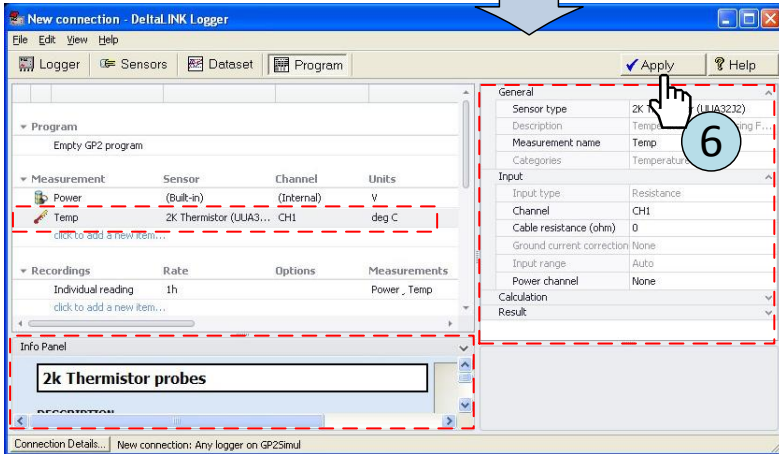 New connection - DeltaLINK Logger
File Edit View Help
Logger Sensors Dataset Program Apply Help
Program
Empty GP2 program
Measurement Sensor Channel Units
Power (Built-in) (Internal) V
Temp 2K Thermistor (UUA3... CH1 deg C
click to add a new item...
Recordings Rate Options Measurements
Individual reading 1h Power , Temp
click to add a new item...
General
Sensor type 2K (UUA32J2)
Description
Measurement name Temp
Categories Temperature
Input
Input type Resistance
Channel CH1
Cable resistance (ohm) 0
Ground current correction None
Input range Auto
Power channel None
Calculation
Result
6
Info Panel
2k Thermistor probes
DESCRIPTION
Connection Details... New connection: Any logger on GP2Simul